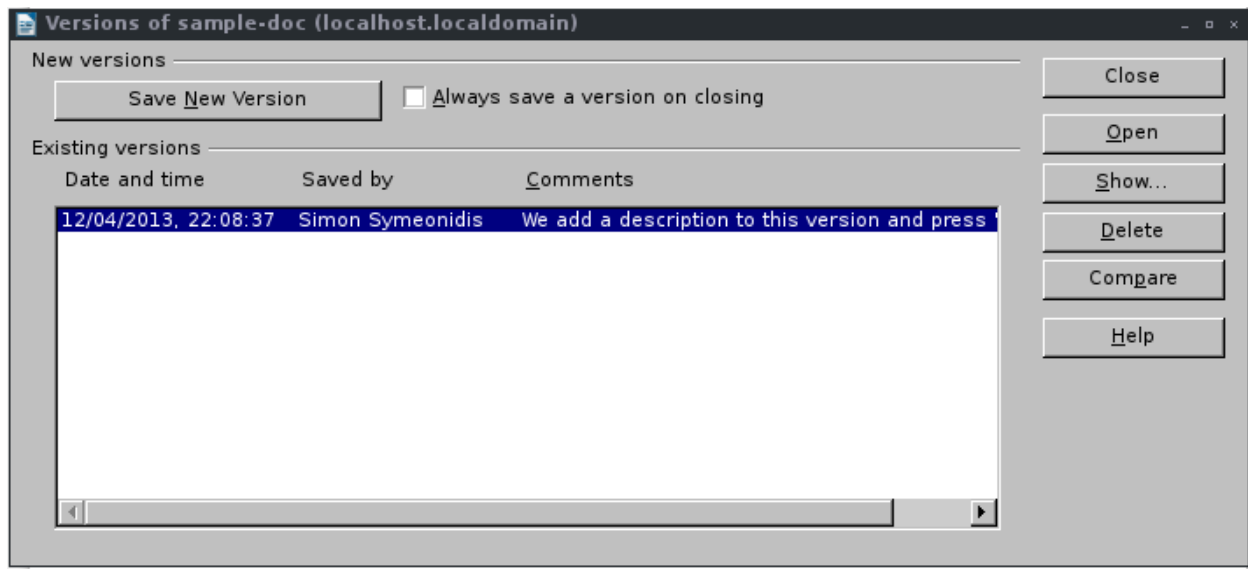 Versions of sample-doc (localhost.localdomain)
New versions
Save New Version
Always save a version on closing
Existing versions
Date and time Saved by Comments
12/04/2013, 22:08:37 Simon Symeonidis We add a description to this version and press '
Close
Open
Show...
Delete
Compare
Help